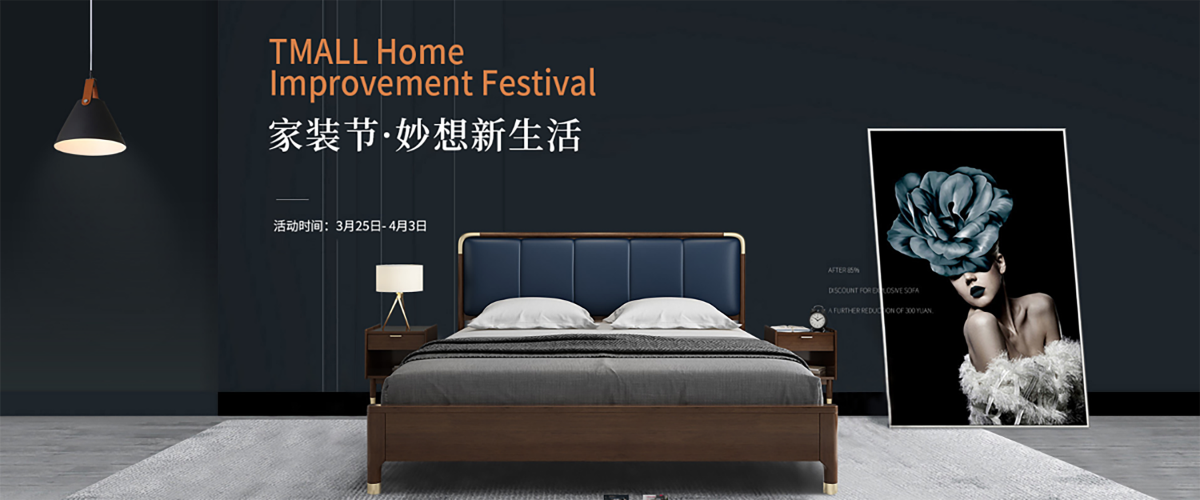 TMALL Home
Improvement Festival
家装节·妙想新生活
活动时间：3月25日- 4月3日
AFTER 85%
DISCOUNT FOR EXPLOSIVE SOFA
A FURTHER REDUCTION OF 300 YUAN.